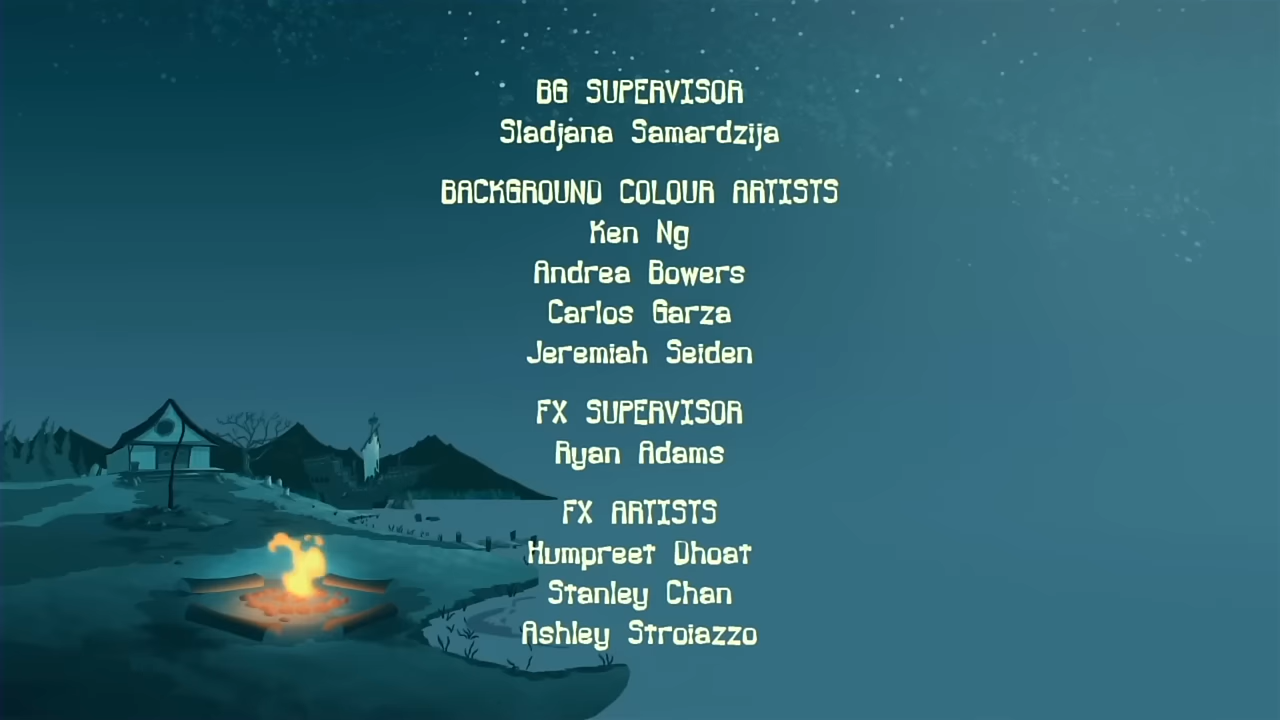 BG SUPERVISOR
Sladjana Samardzija
BACKGROUND COLOUR ARTISTS
Ken Ng
Andrea Bowers
Carlos Garza
Jeremiah Seiden
FX SUPERVISOR
Ryan Adams
FX ARTISTS
Humpreet Dhoat
Stanley Chan
Ashley Stroiazzo